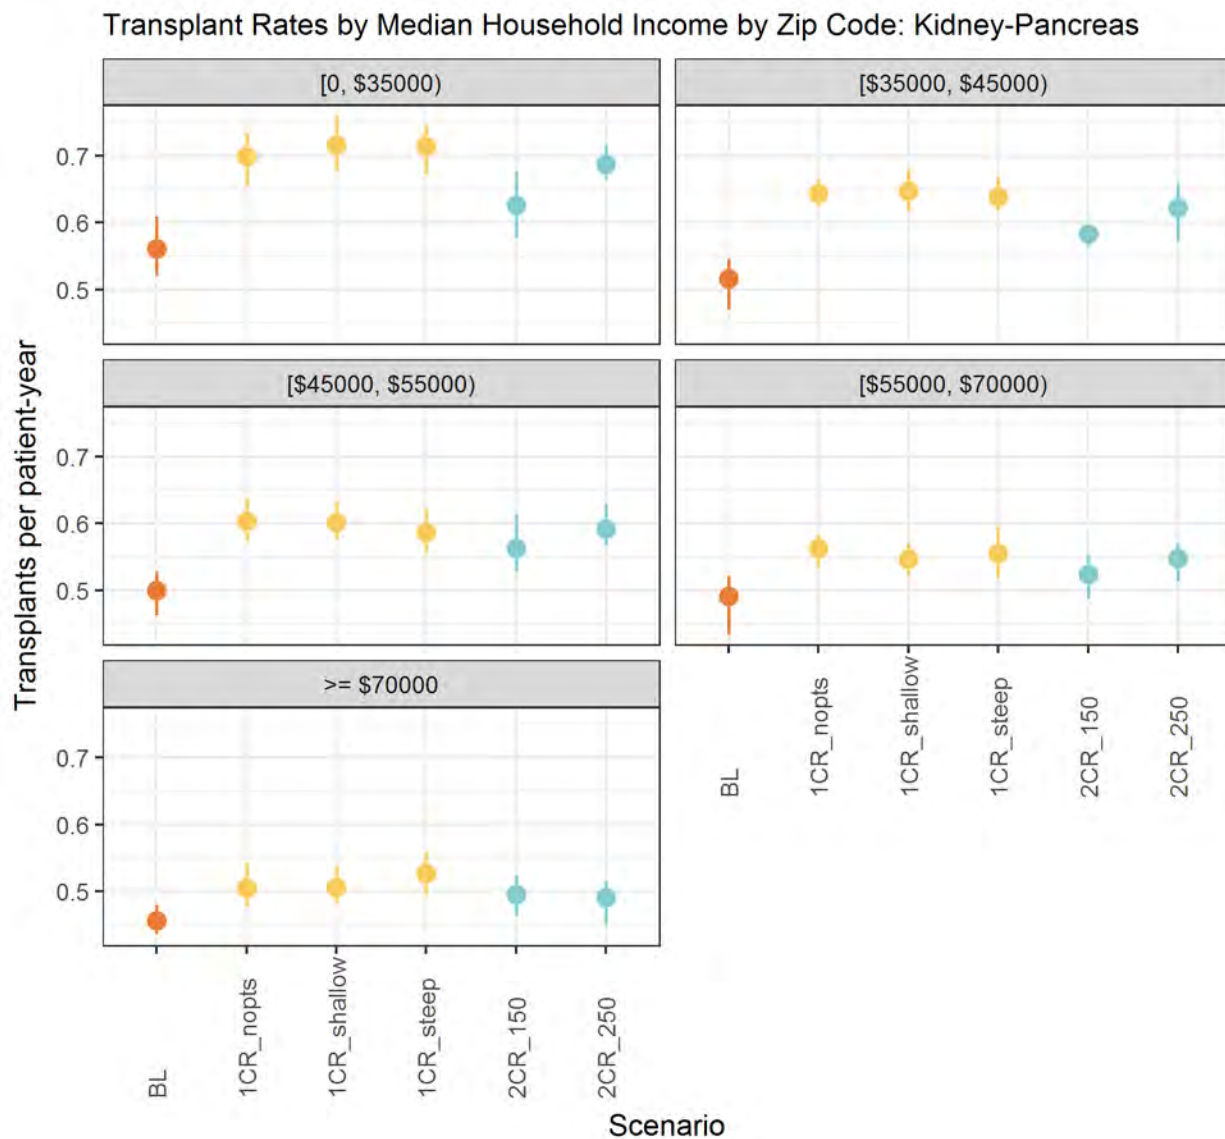 Transplant Rates by Median Household Income by Zip Code: Kidney-Pancreas
[0, $35000)
[$35000, $45000)
0.7
0.6
0.5
[$45000, $55000)
[$55000, $70000)
0.7
0.6
0.5
>= $70000
0.7
0.6
0.5
Transplants per patient-year
BL
1CR_nopts
1CR_shallow
1CR_steep
2CR_150
2CR_250
BL
1CR_nopts
1CR_shallow
1CR_steep
2CR_150
2CR_250
Scenario